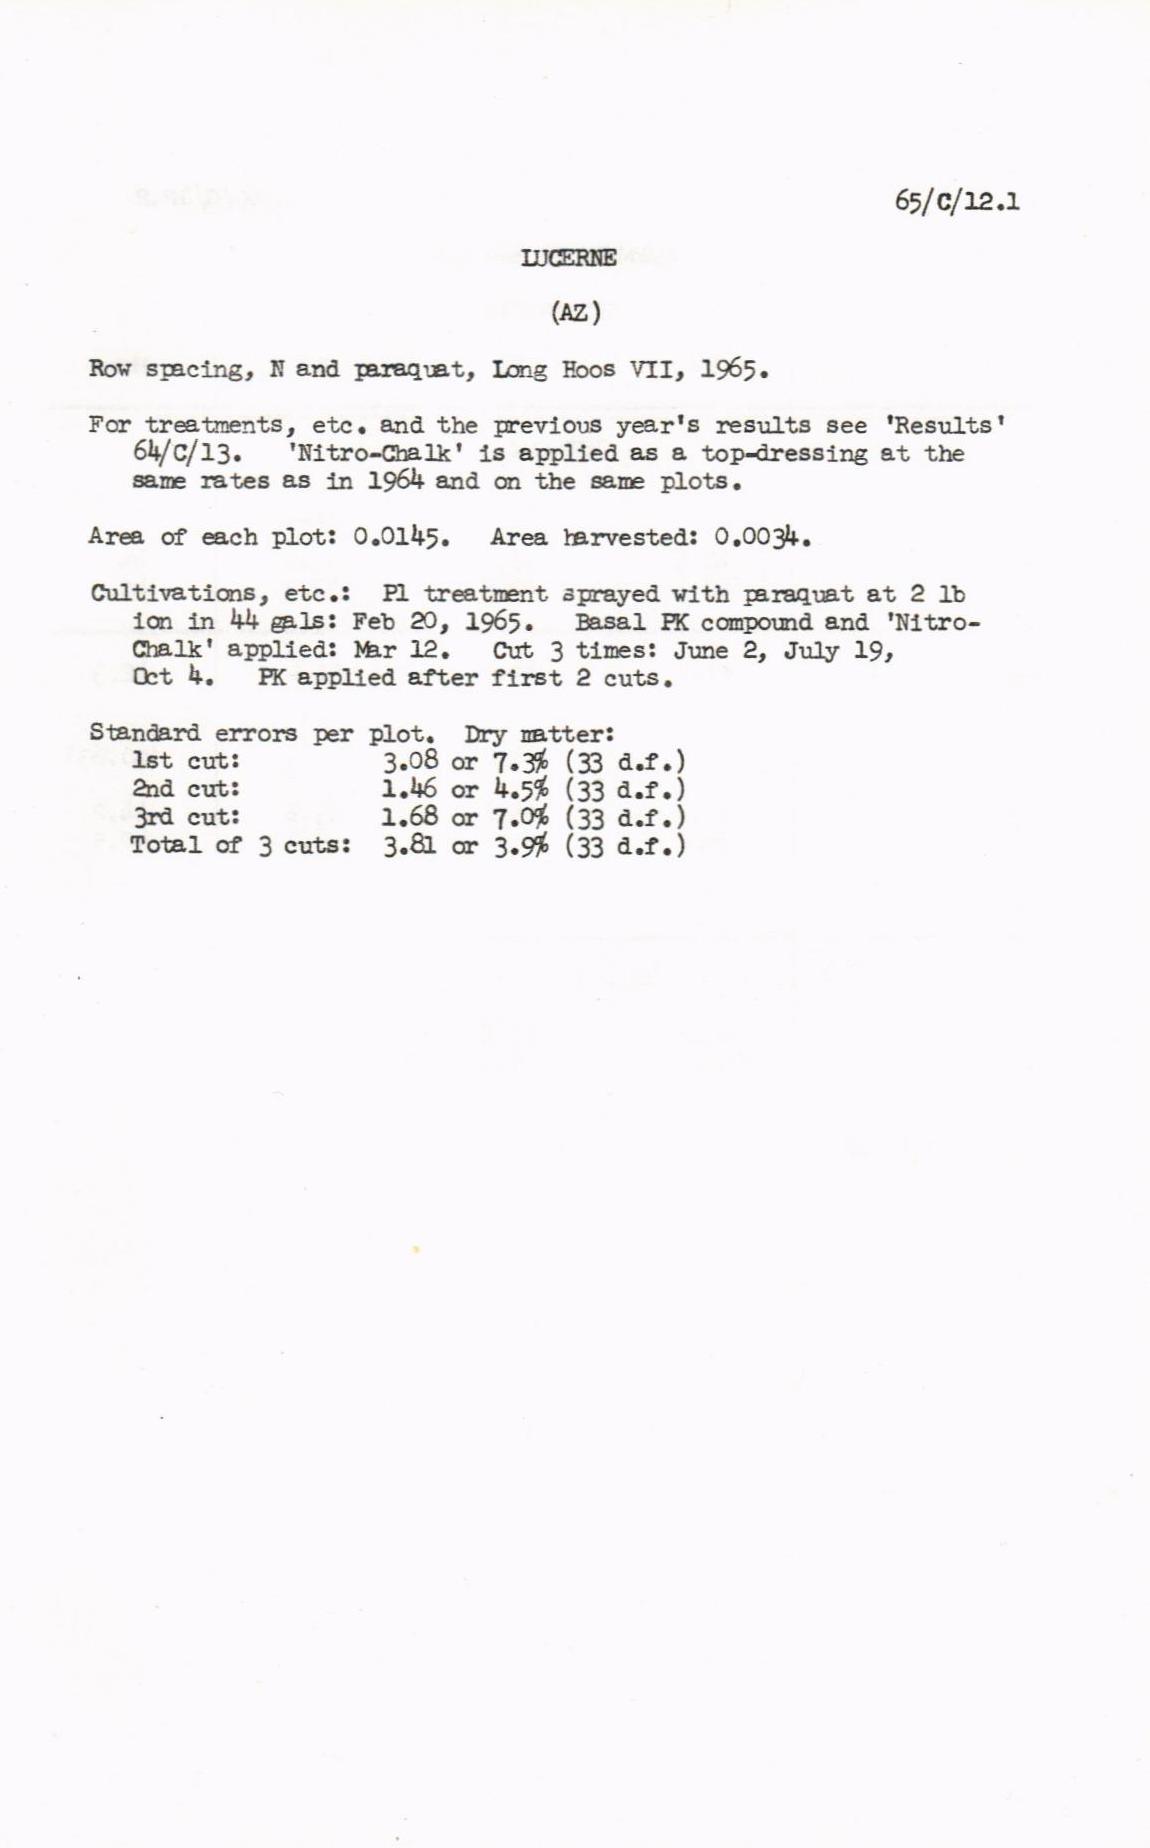 65/C/12.1
LUCERNE
(AZ)
Row spacing, N and paraquat, Long Hoos VII, 1965.
For treatments, etc. and the previous year's results see 'Results'
64/C/13. 'Nitro-Chalk' is applied as a top-dressing at the
same rates as in 1964 and on the same plots.
Area of each plot: 0.0145. Area harvested: 0.0034.
Cultivations, etc.: Pl treatment sprayed with paraquat at 2 lb
ion in 44 gals: Feb 20, 1965. Basal PK compound and 'Nitro-
Chalk' applied: Mar 12. Cut 3 times: June 2, July 19,
Oct 4. PK applied after first 2 cuts.
Standard errors per plot. Dry matter:
1st cut: 3.08 or 7.3% (33 d.f.)
2nd cut: 1.46 or 4.5% (33 d.f.)
3rd cut: 1.68 or 7.0% (33 d.f.)
Total of 3 cuts: 3.81 or 3.9% (33 d.f.)